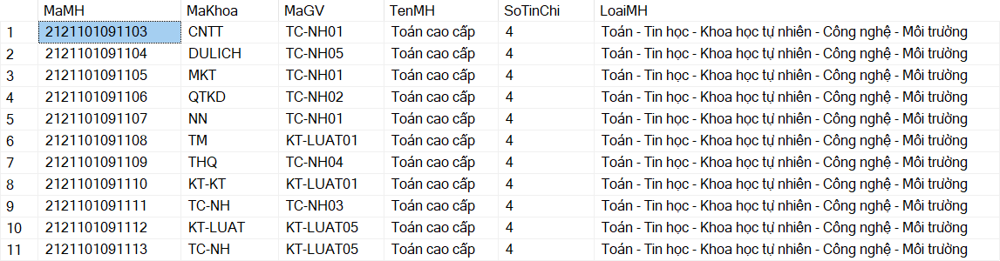 MaMH MaKhoa MaGV TenMH SoTinChi LoaiMH
1 2121101091103 CNTT TC-NH01 Toán cao cấp 4 Toán - Tin học - Khoa học tự nhiên - Công nghệ - Môi trường
2 2121101091104 DULICH TC-NH05 Toán cao cấp 4 Toán - Tin học - Khoa học tự nhiên - Công nghệ - Môi trường
3 2121101091105 MKT TC-NH01 Toán cao cấp 4 Toán - Tin học - Khoa học tự nhiên - Công nghệ - Môi trường
4 2121101091106 QTKD TC-NH02 Toán cao cấp 4 Toán - Tin học - Khoa học tự nhiên - Công nghệ - Môi trường
5 2121101091107 NN TC-NH01 Toán cao cấp 4 Toán - Tin học - Khoa học tự nhiên - Công nghệ - Môi trường
6 2121101091108 TM KT-LUAT01 Toán cao cấp 4 Toán - Tin học - Khoa học tự nhiên - Công nghệ - Môi trường
7 2121101091109 THQ TC-NH04 Toán cao cấp 4 Toán - Tin học - Khoa học tự nhiên - Công nghệ - Môi trường
8 2121101091110 KT-KT KT-LUAT01 Toán cao cấp 4 Toán - Tin học - Khoa học tự nhiên - Công nghệ - Môi trường
9 2121101091111 TC-NH TC-NH03 Toán cao cấp 4 Toán - Tin học - Khoa học tự nhiên - Công nghệ - Môi trường
10 2121101091112 KT-LUAT KT-LUAT05 Toán cao cấp 4 Toán - Tin học - Khoa học tự nhiên - Công nghệ - Môi trường
11 2121101091113 TC-NH KT-LUAT05 Toán cao cấp 4 Toán - Tin học - Khoa học tự nhiên - Công nghệ - Môi trường